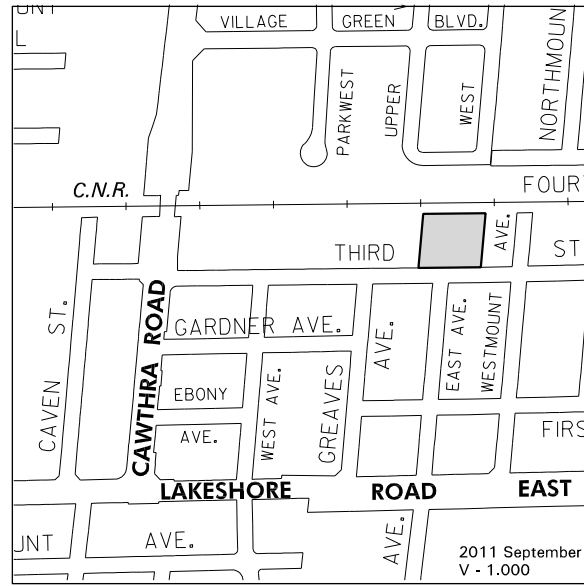 UNT
L
VILLAGE GREEN BLVD.
NORTHMOUN
PARKWEST
UPPER
WEST
C.N.R.
FOUR
THIRD
AVE.
ST
ST.
CAVEN
CAWTHRA ROAD
GARDNER AVE.
AVE.
EAST AVE.
WESTMOUNT
EBONY
AVE.
WEST AVE.
GREAVES
FIRS
LAKESHORE ROAD EAST
UNT
AVE.
AVE.
2011 September
V - 1.000